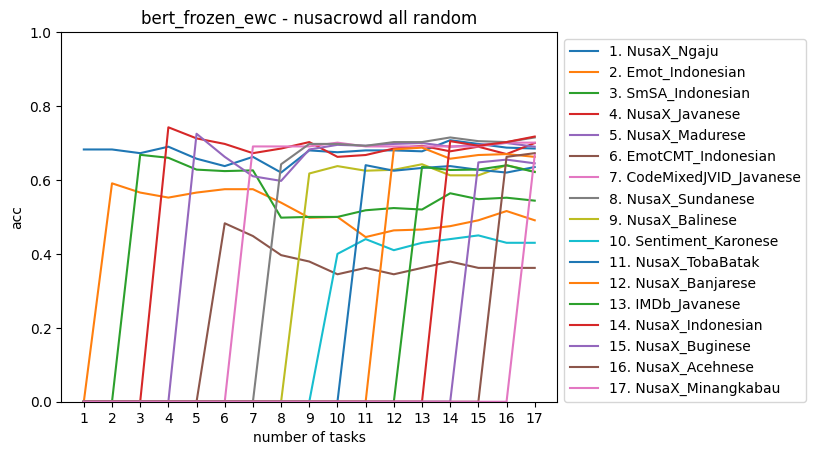 bert_frozen_ewc - nusacrowd all random
1.0
0.8
0.6
0.4
0.2
0.0
acc
1 2 3 4 5 6 7 8 9 10 11 12 13 14 15 16 17
number of tasks
1. NusaX_Ngaju
2. Emot_Indonesian
3. SmSA_Indonesian
4. NusaX_Javanese
5. NusaX_Madurese
6. EmotCMT_Indonesian
7. CodeMixedJVID_Javanese
8. NusaX_Sundanese
9. NusaX_Balinese
10. Sentiment_Karonese
11. NusaX_TobaBatak
12. NusaX_Banjarese
13. IMDb_Javanese
14. NusaX_Indonesian
15. NusaX_Buginese
16. NusaX_Acehnese
17. NusaX_Minangkabau